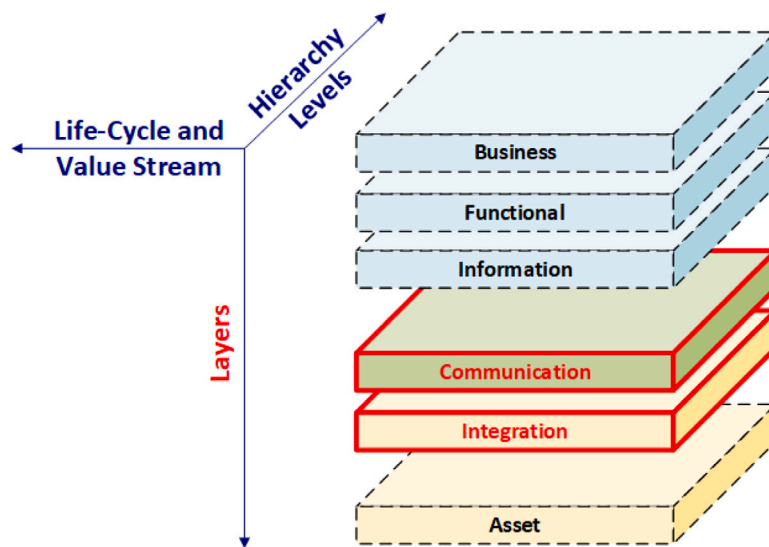 Hierarchy
Levels
Life-Cycle and
Value Stream
Layers
Business
Functional
Information
Communication
Integration
Asset